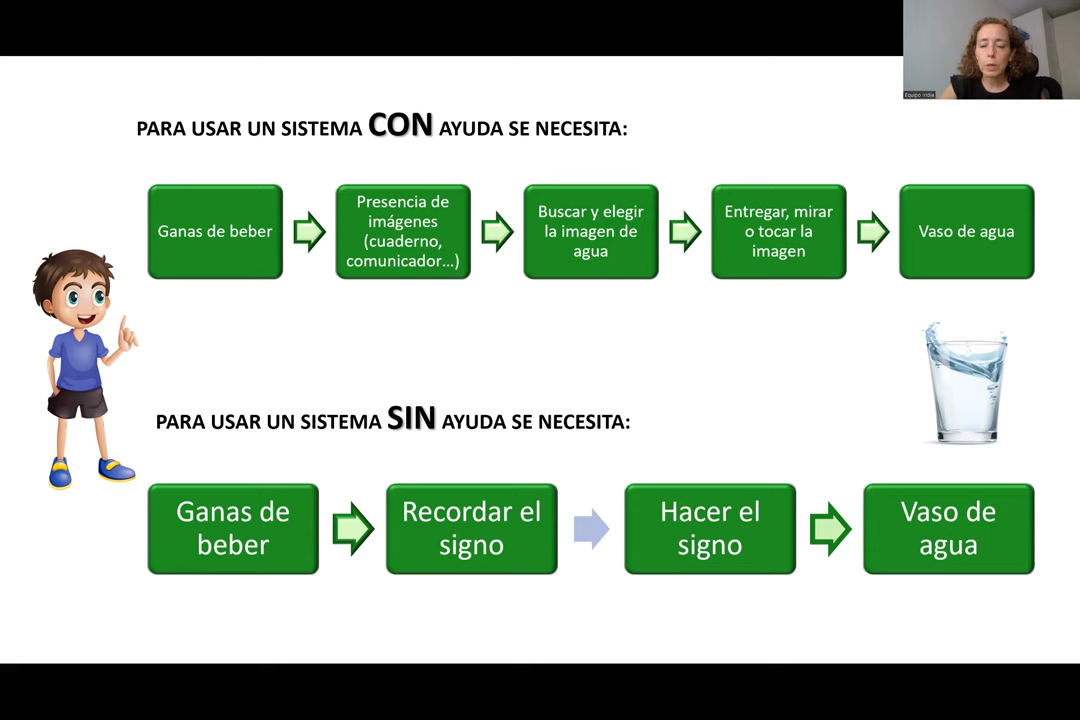 Equipo Iridia
PARA USAR UN SISTEMA CON AYUDA SE NECESITA:
Ganas de beber
Presencia de
imágenes
(cuaderno,
comunicador…)
Buscar y elegir
la imagen de
agua
Entregar, mirar
o tocar la
imagen
Vaso de agua
PARA USAR UN SISTEMA SIN AYUDA SE NECESITA:
Ganas de
beber
Recordar el
signo
Hacer el
signo
Vaso de
agua